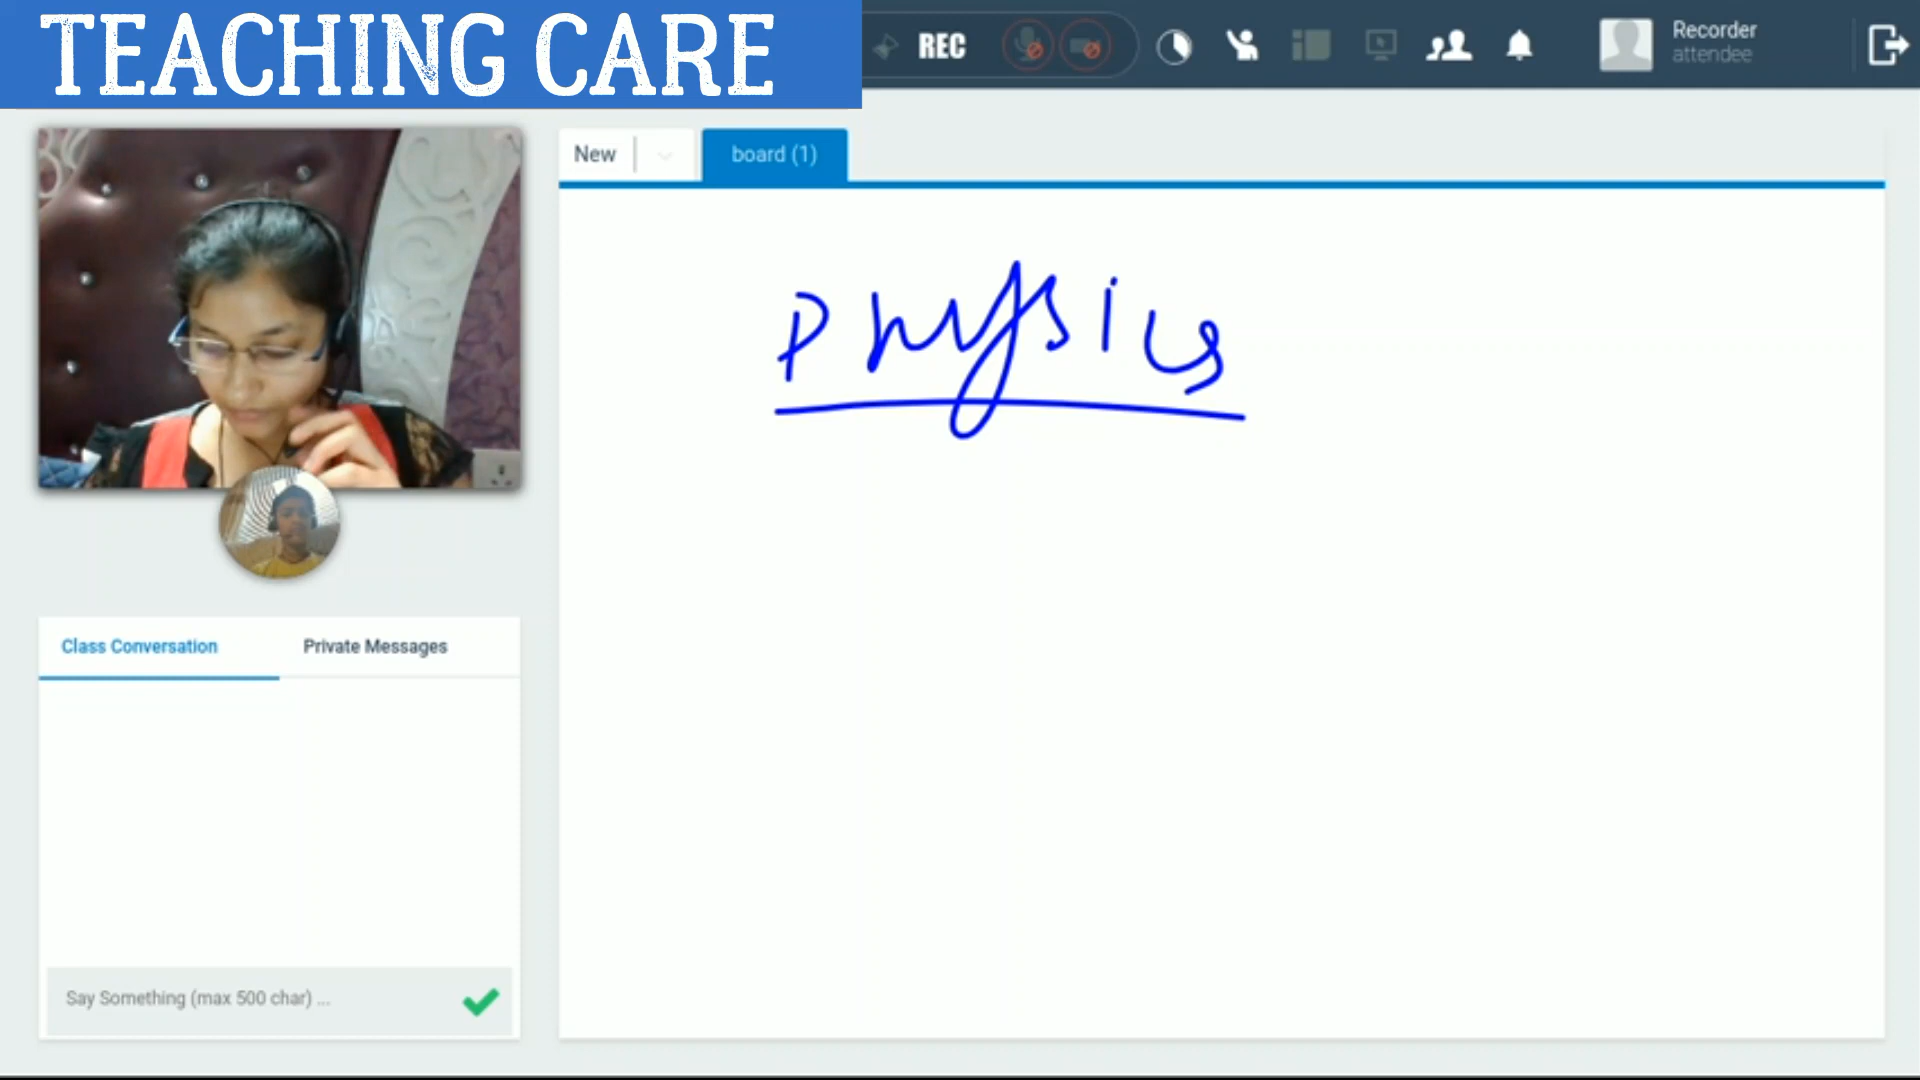 TEACHING CARE
REC
Recorder
attendee
New
board (1)
Physics
Class Conversation
Private Messages
Say Something (max 500 char) ...